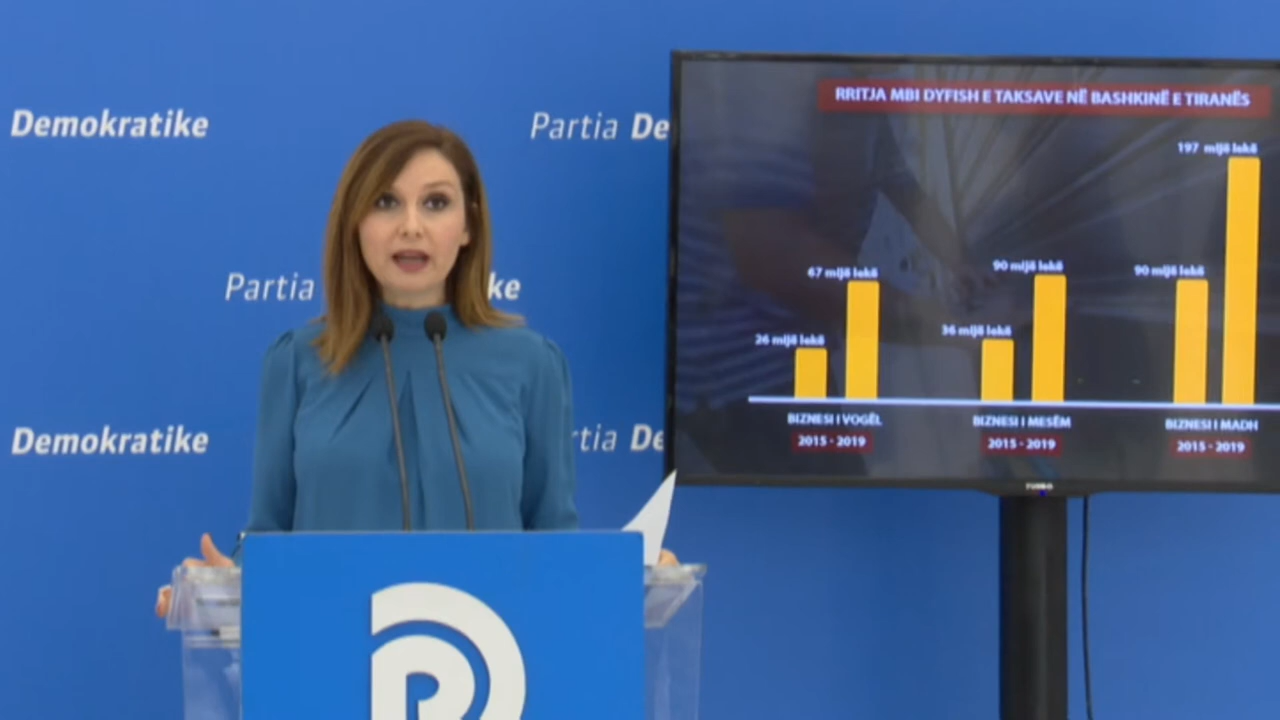 Demokratike
Partia De
Partia ke
Demokratike
rtia De
RRITJA MBI DYFISH E TAKSAVE NË BASHKINË E TIRANËS
26 mijë lekë
67 mijë lekë
36 mijë lekë
90 mijë lekë
90 mijë lekë
197 mijë lekë
BIZNESI I VOGËL
2015 - 2019
BIZNESI I MESËM
2015 - 2019
BIZNESI I MADH
2015 - 2019
TURBO
P